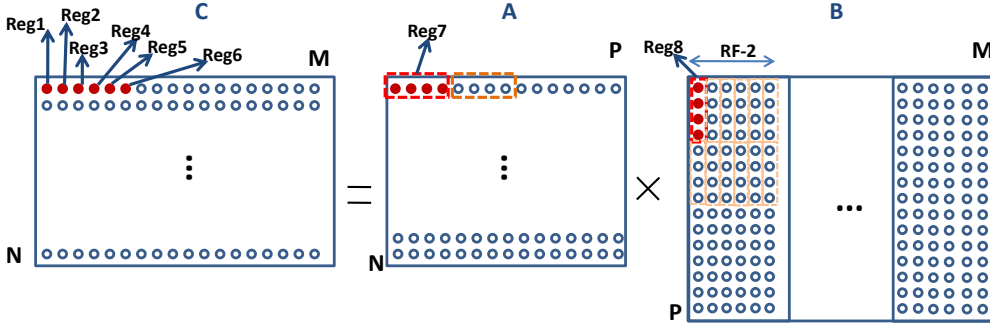 C
A
B
Reg1
Reg2
Reg3
Reg4
Reg5
Reg6
M
Reg7
P
Reg8
RF-2
M
...
...
=
×
...
N
N
P